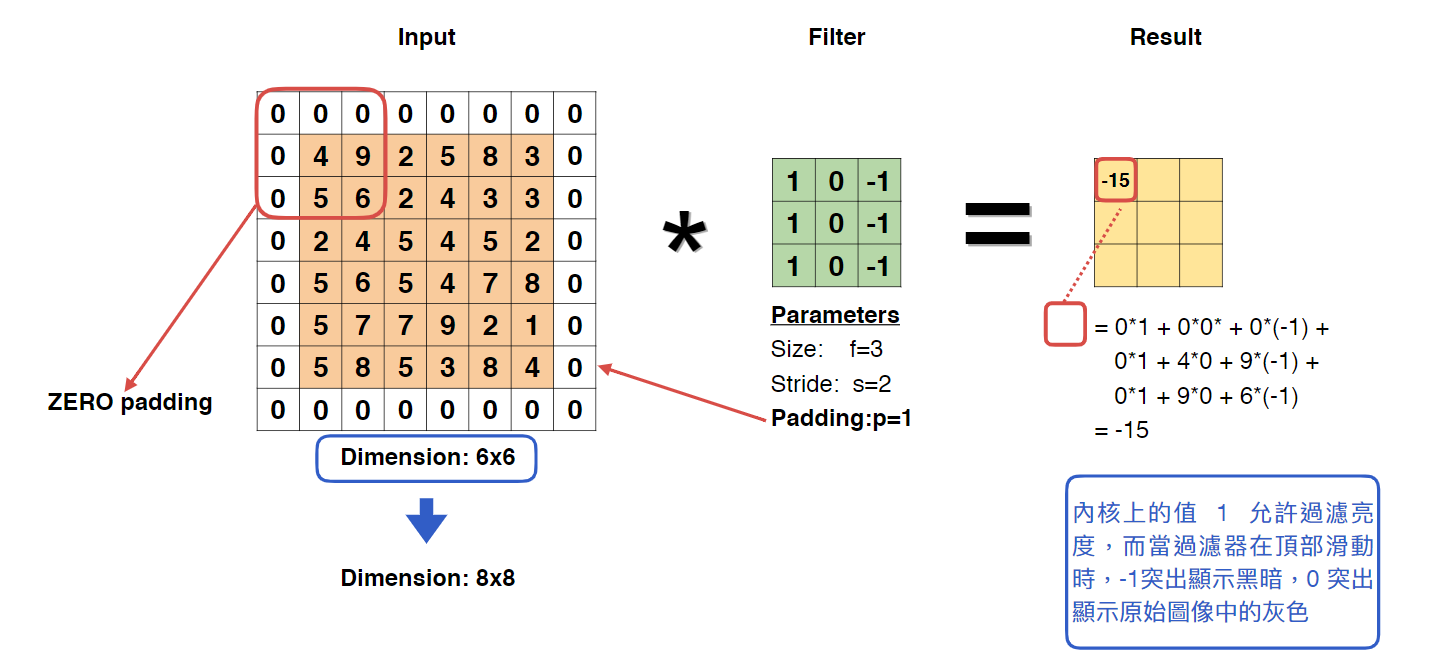 Input Filter Result
0 0 0 0 0 0 0 0
0 4 9 2 5 8 3 0
0 5 6 2 4 3 3 0
0 2 4 5 4 5 2 0
0 5 6 5 4 7 8 0
0 5 7 7 9 2 1 0
0 5 8 5 3 8 4 0
0 0 0 0 0 0 0 0
ZERO padding
Dimension: 6x6
Dimension: 8x8
*
1 0 -1
1 0 -1
1 0 -1
Parameters
Size: f=3
Stride: s=2
Padding:p=1
=
-15
= 0*1 + 0*0* + 0*(-1) +
0*1 + 4*0 + 9*(-1) +
0*1 + 9*0 + 6*(-1)
= -15
內核上的值 1 允許過濾亮
度，而當過濾器在頂部滑動
時，-1突出顯示黑暗，0 突出
顯示原始圖像中的灰色